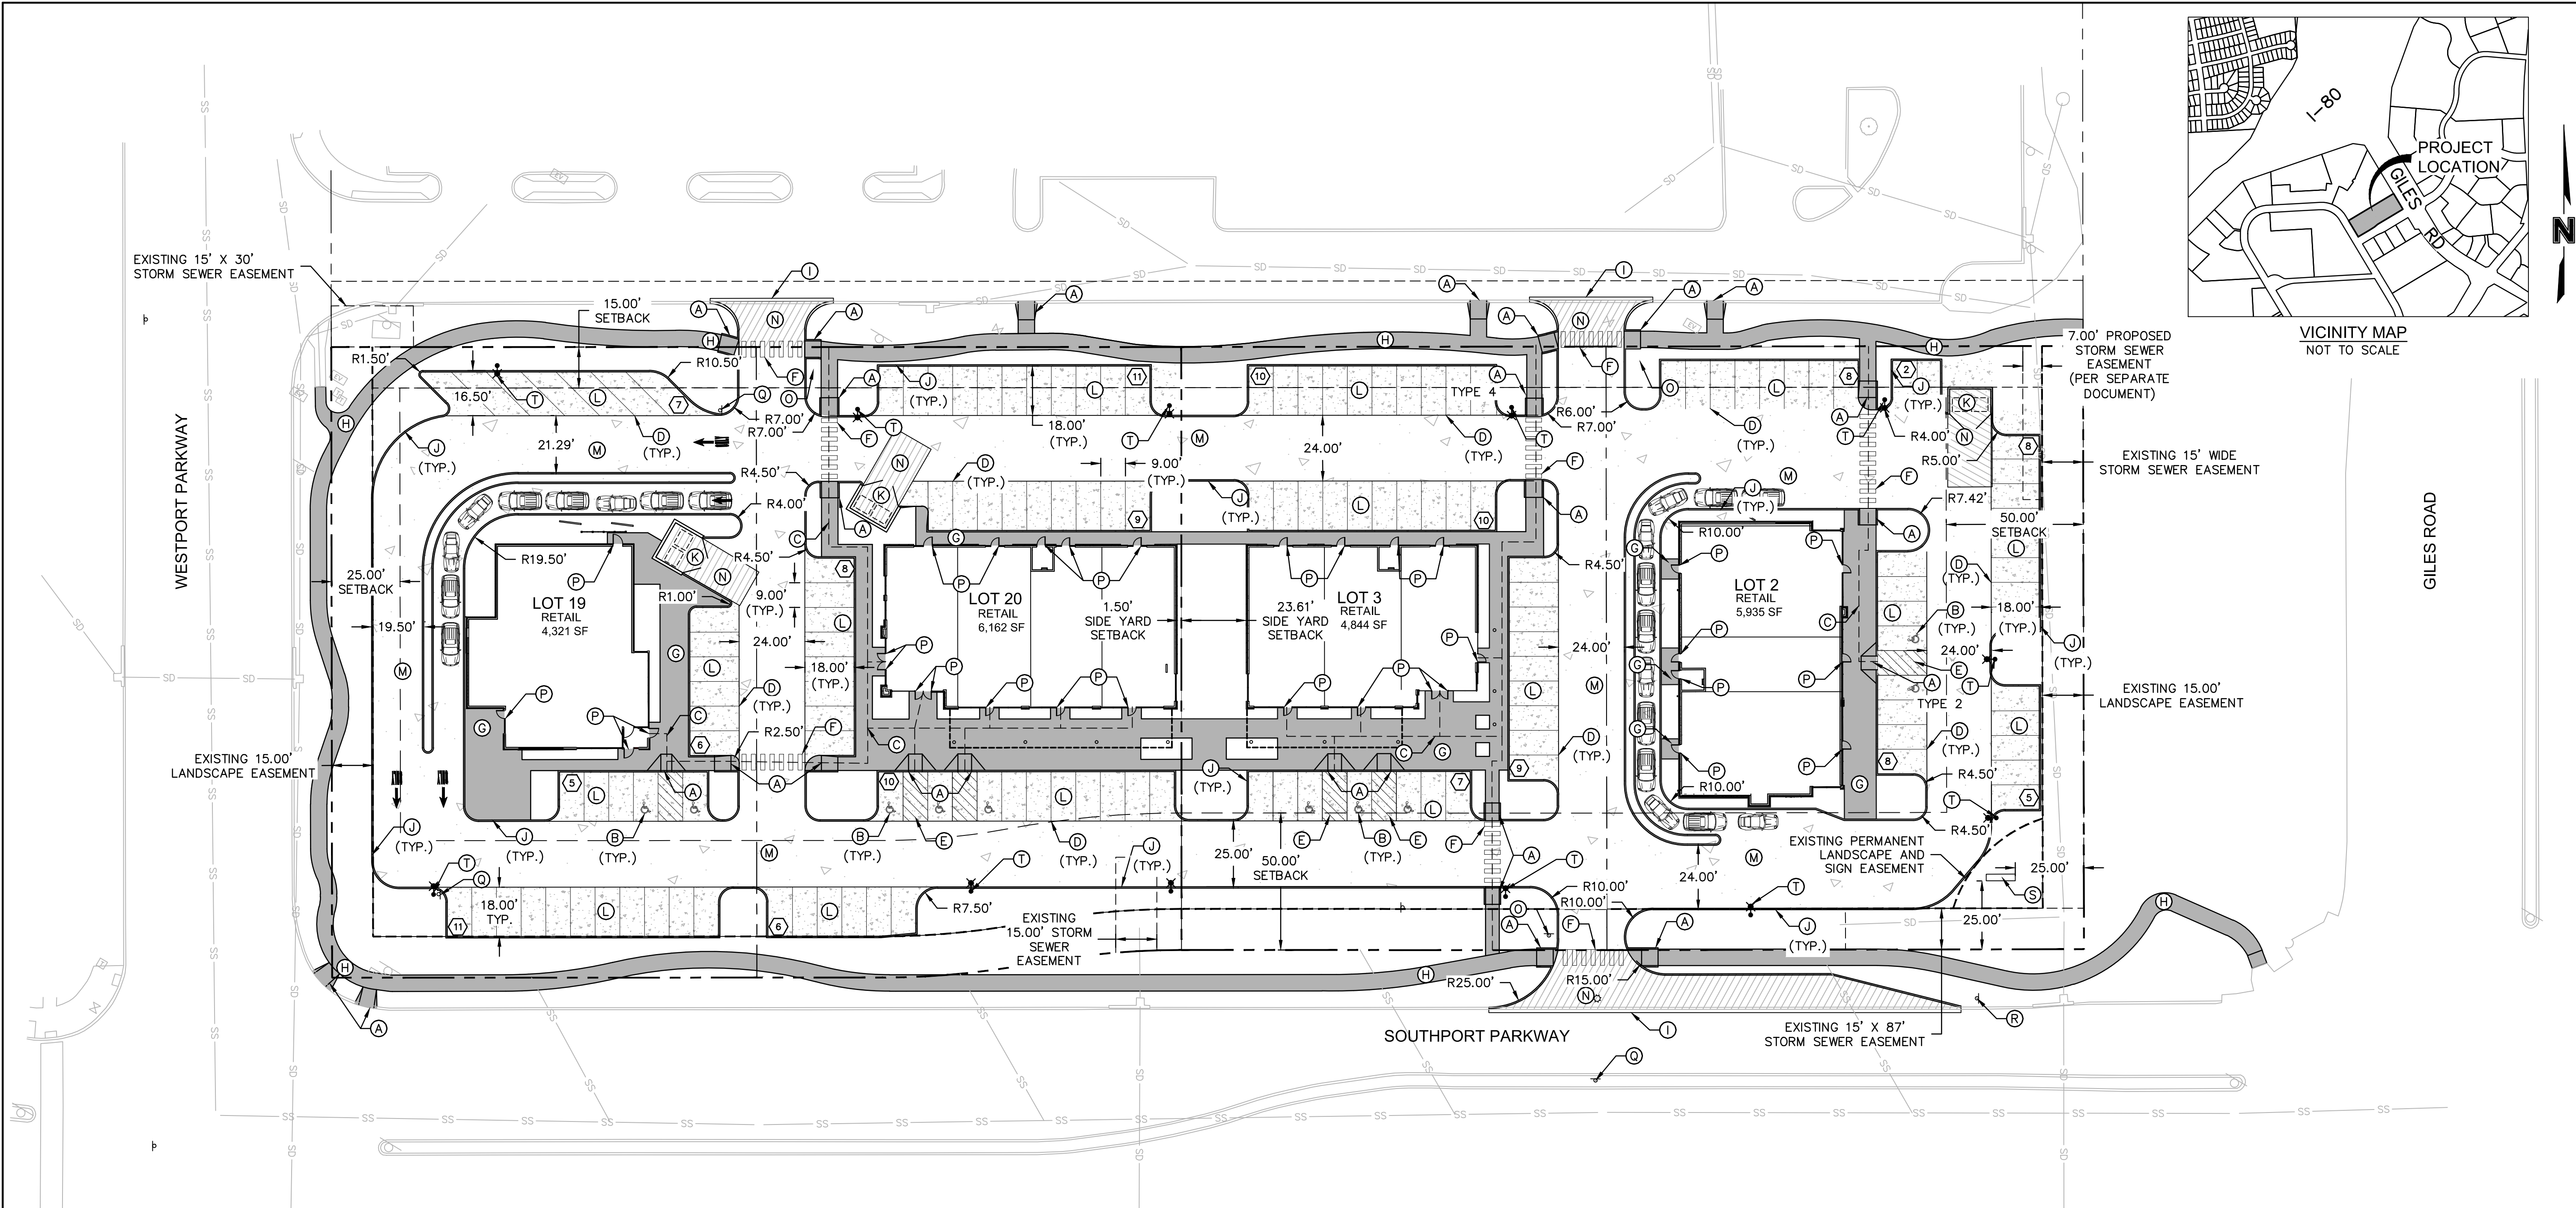 I-80
PROJECT
LOCATION
GILES
RD
VICINITY MAP
NOT TO SCALE
N
EXISTING 15' X 30'
STORM SEWER EASEMENT
15.00'
SETBACK
7.00' PROPOSED
STORM SEWER
EASEMENT
(PER SEPARATE
DOCUMENT)
R1.50'
R10.50'
16.50'
R7.00'
R7.00'
18.00'
(TYP.)
TYPE 4
R7.00'
R6.00'
R4.00'
R5.00'
21.29'
24.00'
9.00'
(TYP.)
EXISTING 15' WIDE
STORM SEWER EASEMENT
R4.50'
R4.00'
R4.50'
R7.42'
50.00'
SETBACK
R10.00'
WESTPORT PARKWAY
GILES ROAD
R19.50'
25.00'
SETBACK
R1.00'
9.00'
(TYP.)
R4.50'
LOT 19
RETAIL
4,321 SF
LOT 20
RETAIL
6,162 SF
1.50'
SIDE YARD
SETBACK
23.61'
SIDE YARD
SETBACK
LOT 3
RETAIL
4,844 SF
LOT 2
RETAIL
5,935 SF
19.50'
24.00'
18.00'
(TYP.)
24.00'
18.00'
(TYP.)
24.00'
TYPE 2
EXISTING 15.00'
LANDSCAPE EASEMENT
R2.50'
EXISTING 15.00'
LANDSCAPE EASEMENT
R10.00'
R4.50'
R4.50'
EXISTING PERMANENT
LANDSCAPE AND
SIGN EASEMENT
25.00'
25.00'
50.00'
SETBACK
24.00'
18.00'
TYP.
R7.50'
R10.00'
R10.00'
25.00'
EXISTING
15.00' STORM
SEWER
EASEMENT
R25.00'
R15.00'
SOUTHPORT PARKWAY
EXISTING 15' X 87'
STORM SEWER EASEMENT